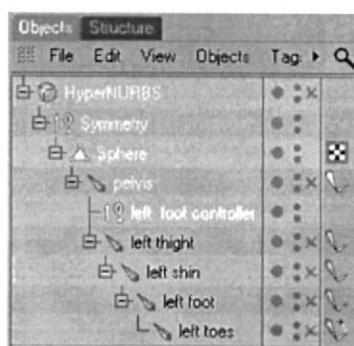 Objects Structure
File Edit View Objects Tag:
HyperNURBS
Symmetry
Sphere
pelvis
left foot controller
left thight
left shin
left foot
left toes